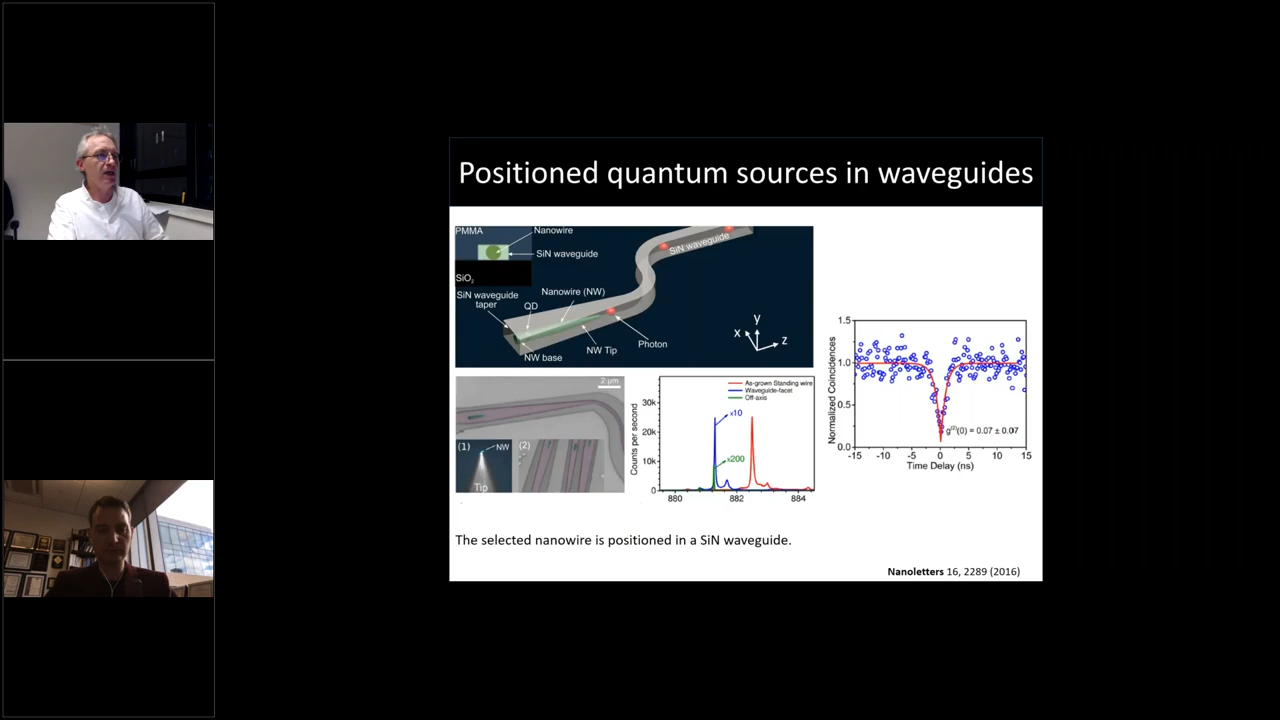 Positioned quantum sources in waveguides
PMMA
Nanowire
SiN waveguide
SiO2
SiN waveguide
taper
QD
Nanowire (NW)
NW base
NW Tip
Photon
SiN waveguide
x
y
z
2 µm
(1)
NW
Tip
(2)
As-grown Standing wire
Waveguide-facet
Off-axis
x10
x200
Counts per second
30k
20k
10k
0
880
882
884
Normalized Coincidences
1.5
1.0
0.5
0.0
g(2)(0) = 0.07 ± 0.07
-15
-10
-5
0
5
10
15
Time Delay (ns)
The selected nanowire is positioned in a SiN waveguide.
Nanoletters 16, 2289 (2016)